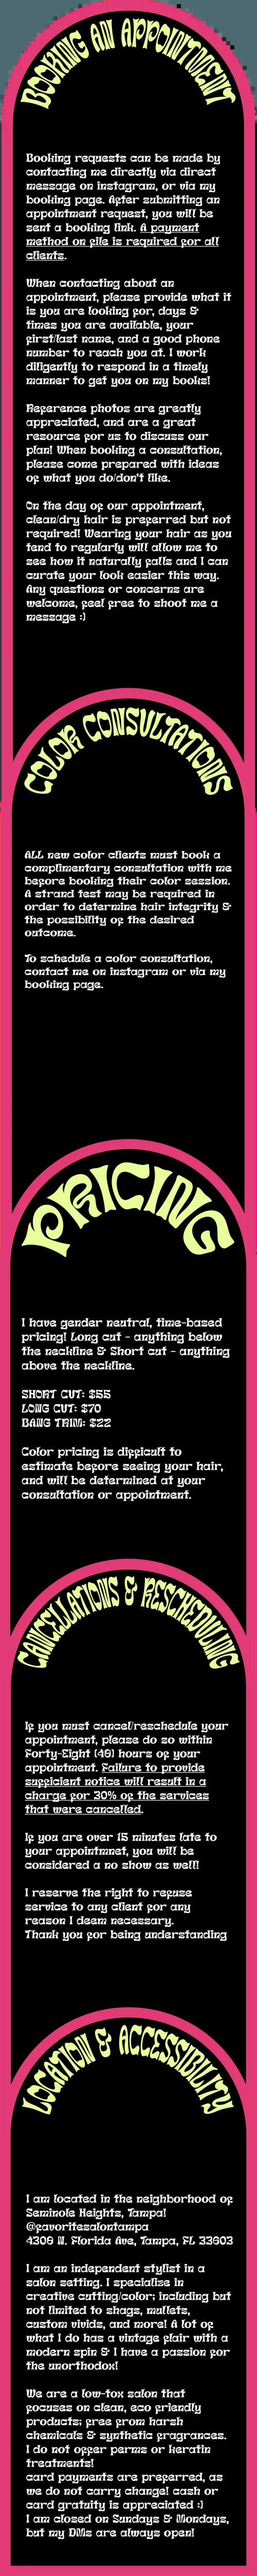 BOOKING AN APPOINTMENT
Booking requests can be made by
contacting me directly via direct
message on instagram, or via my
booking page. After submitting an
appointment request, you will be
sent a booking link. A payment
method on file is required for all
clients.
When contacting about an
appointment, please provide what it
is you are looking for, days &
times you are available, your
first/last name, and a good phone
number to reach you at. I work
diligently to respond in a timely
manner to get you on my books!
Reference photos are greatly
appreciated, and are a great
resource for us to discuss our
plan! When booking a consultation,
please come prepared with ideas
of what you do/don't like.
On the day of our appointment,
clean/dry hair is preferred but not
required! Wearing your hair as you
tend to regularly will allow me to
see how it naturally falls and I can
curate your look easier this way.
Any questions or concerns are
welcome, feel free to shoot me a
message :)
COLOR CONSULTATIONS
ALL new color clients must book a
complimentary consultation with me
before booking their color session.
A strand test may be required in
order to determine hair integrity &
the possibility of the desired
outcome.
To schedule a color consultation,
contact me on instagram or via my
booking page.
PRICING
I have gender neutral, time-based
pricing! Long cut - anything below
the neckline & Short cut - anything
above the neckline.
SHORT CUT: $55
LONG CUT: $70
BANG TRIM: $22
Color pricing is difficult to
estimate before seeing your hair,
and will be determined at your
consultation or appointment.
CANCELLATIONS & RESCHEDULING
If you must cancel/reschedule your
appointment, please do so within
Forty-Eight (48) hours of your
appointment. Failure to provide
sufficient notice will result in a
charge for 30% of the services
that were cancelled.
If you are over 15 minutes late to
your appointmnet, you will be
considered a no show as well!
I reserve the right to refuse
service to any client for any
reason I deem necessary.
Thank you for being understanding
LOCATION & ACCESSIBILITY
I am located in the neighborhood of
Seminole Heights, Tampa!
@favoritesalontampa
4308 N. Florida Ave, Tampa, FL 33603
I am an independent stylist in a
salon setting. I specialize in
creative cutting/color; including but
not limited to shags, mullets,
custom vivids, and more! A lot of
what I do has a vintage flair with a
modern spin & I have a passion for
the unorthodox!
We are a low-tox salon that
focuses on clean, eco friendly
products; free from harsh
chemicals & synthetic fragrances.
I do not offer perms or keratin
treatments!
card payments are preferred, as
we do not carry change! cash or
card gratuity is appreciated :)
I am closed on Sundays & Mondays,
but my DMs are always open!